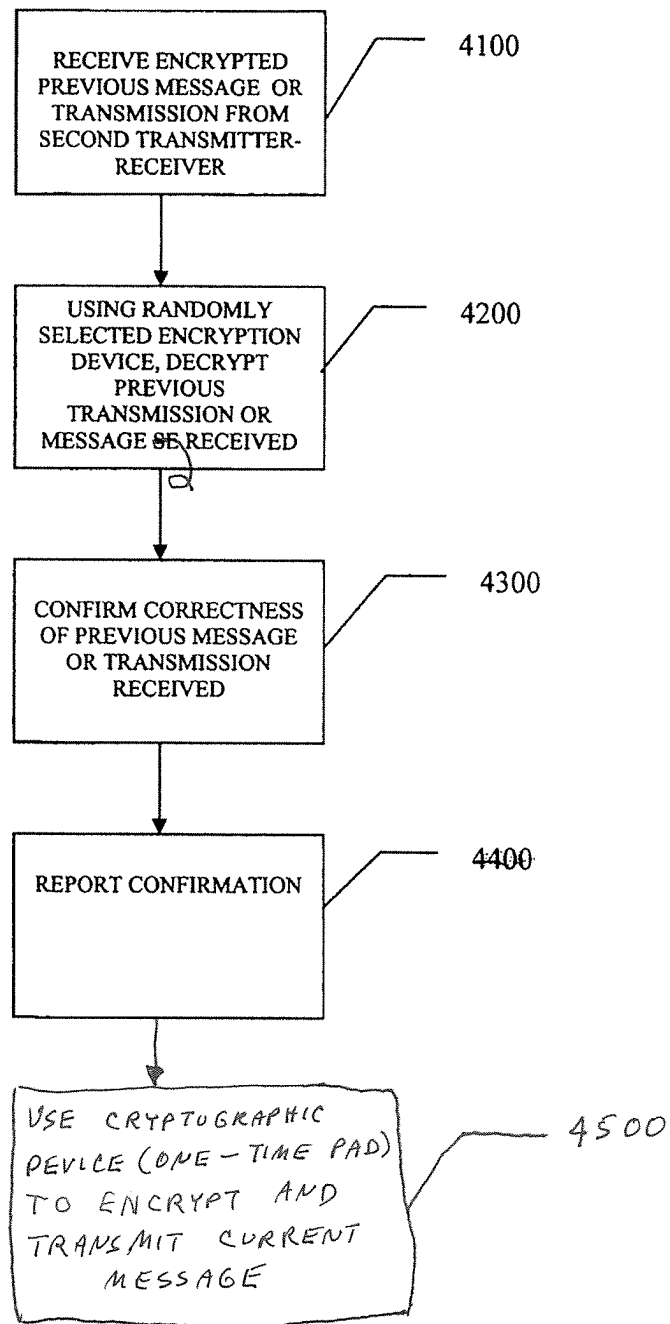 RECEIVE ENCRYPTED
PREVIOUS MESSAGE OR
TRANSMISSION FROM
SECOND TRANSMITTER-
RECEIVER
4100
USING RANDOMLY
SELECTED ENCRYPTION
DEVICE, DECRYPT
PREVIOUS
TRANSMISSION OR
MESSAGE SE RECEIVED
4200
CONFIRM CORRECTNESS
OF PREVIOUS MESSAGE
OR TRANSMISSION
RECEIVED
4300
REPORT CONFIRMATION
4400
USE CRYPTOGRAPHIC
DEVICE (ONE-TIME PAD)
TO ENCRYPT AND
TRANSMIT CURRENT
MESSAGE
4500